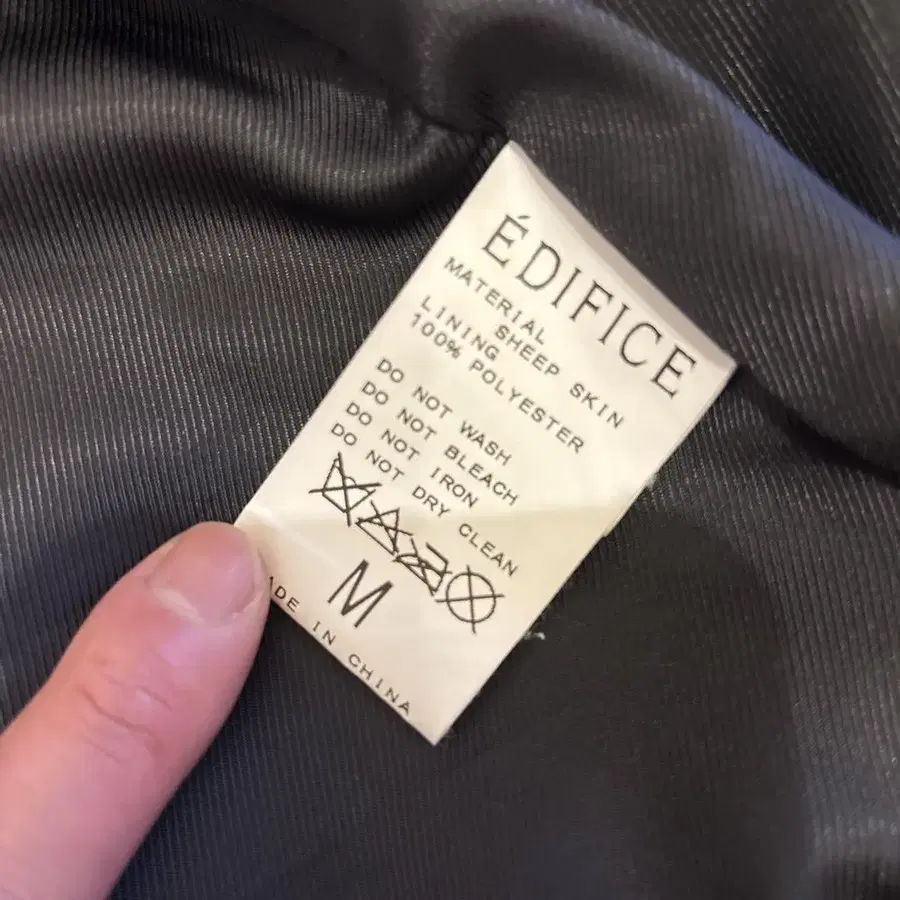 ÉDIFICE
MATERIAL
SHEEP SKIN
LINING
100% POLYESTER
DO NOT WASH
DO NOT BLEACH
DO NOT IRON
DO NOT DRY CLEAN
M
ADE IN CHINA